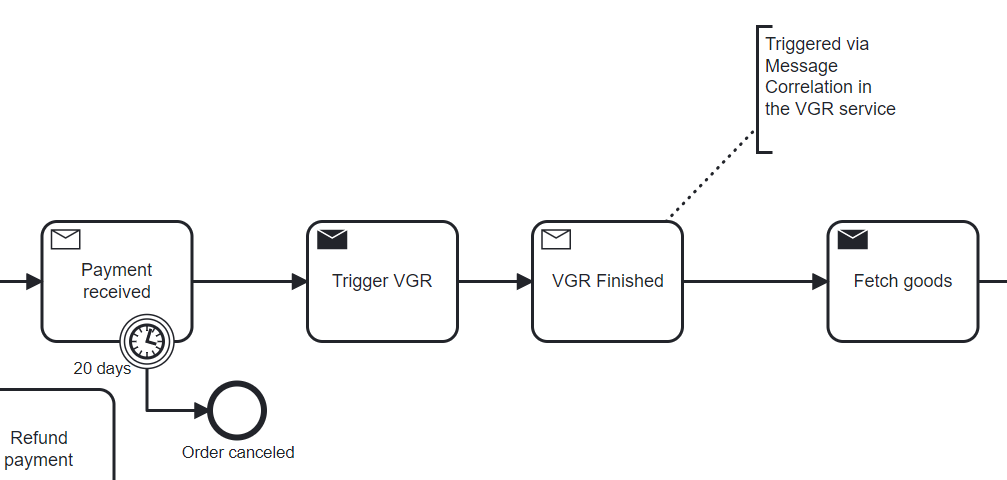 Triggered via
Message
Correlation in
the VGR service
Payment
received
Trigger VGR
VGR Finished
Fetch goods
20 days
Order canceled
Refund
payment